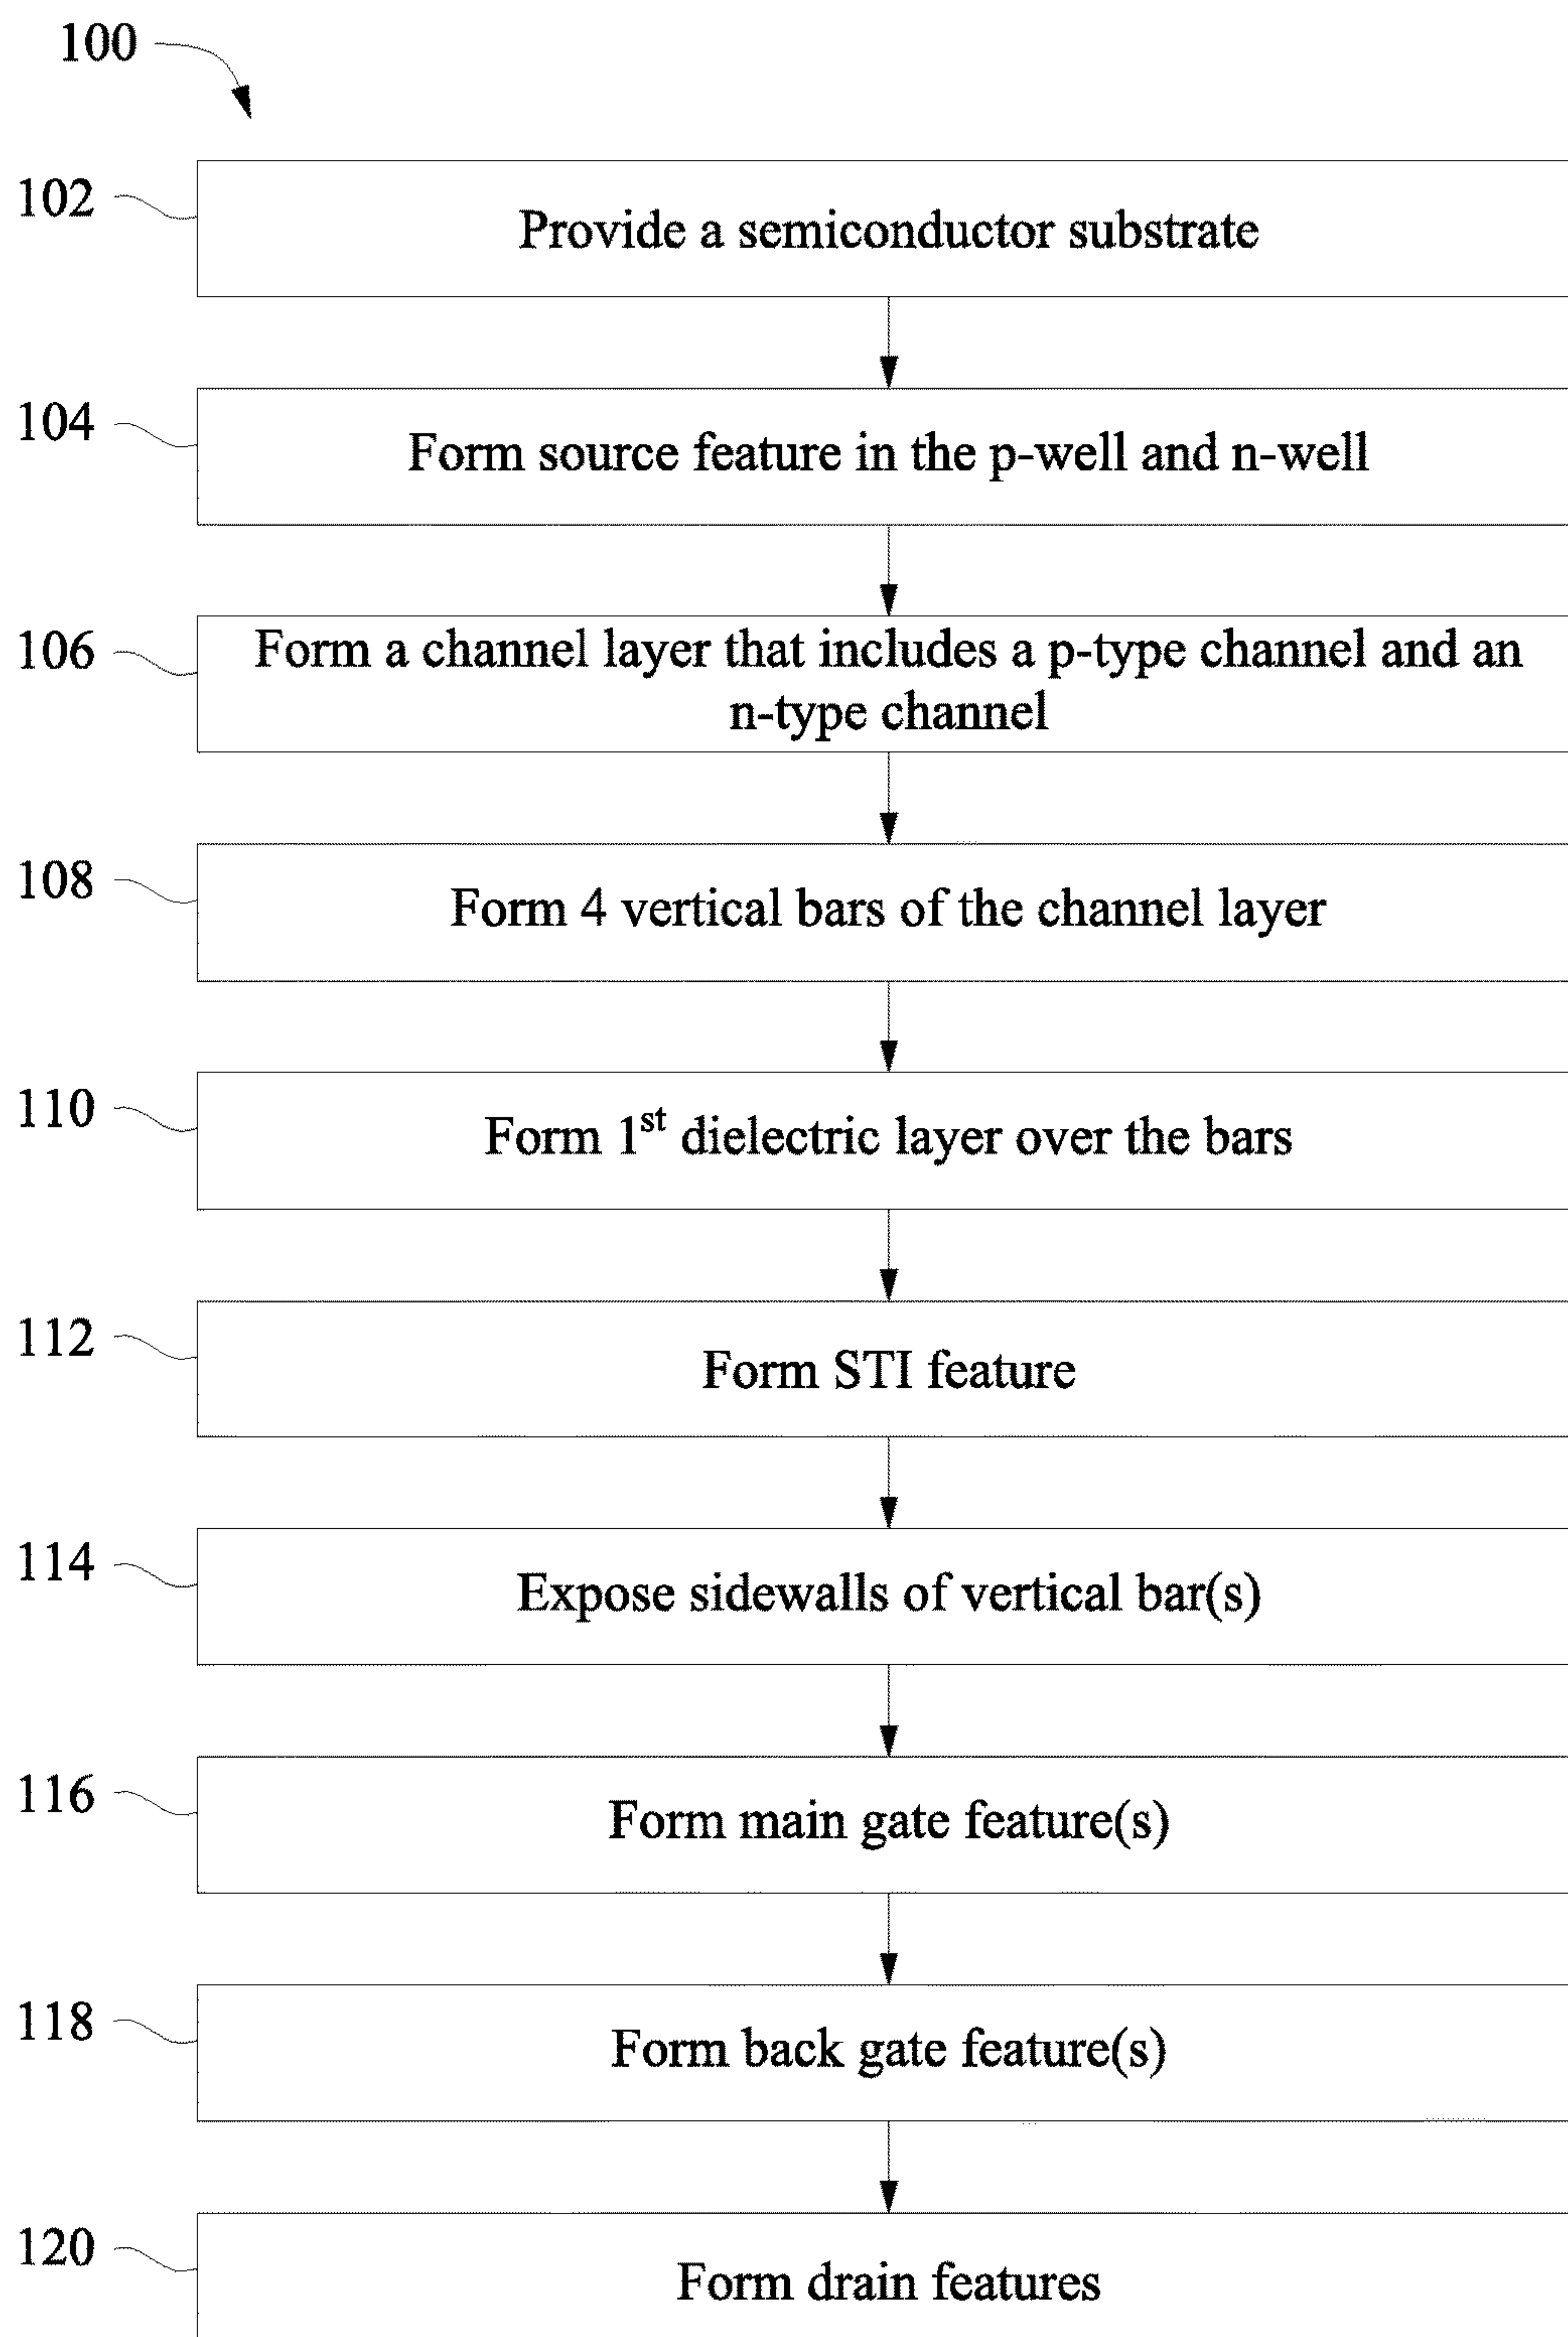 100
102
Provide a semiconductor substrate
104
Form source feature in the p-well and n-well
106
Form a channel layer that includes a p-type channel and an
n-type channel
108
Form 4 vertical bars of the channel layer
110
Form 1st dielectric layer over the bars
112
Form STI feature
114
Expose sidewalls of vertical bar(s)
116
Form main gate feature(s)
118
Form back gate feature(s)
120
Form drain features